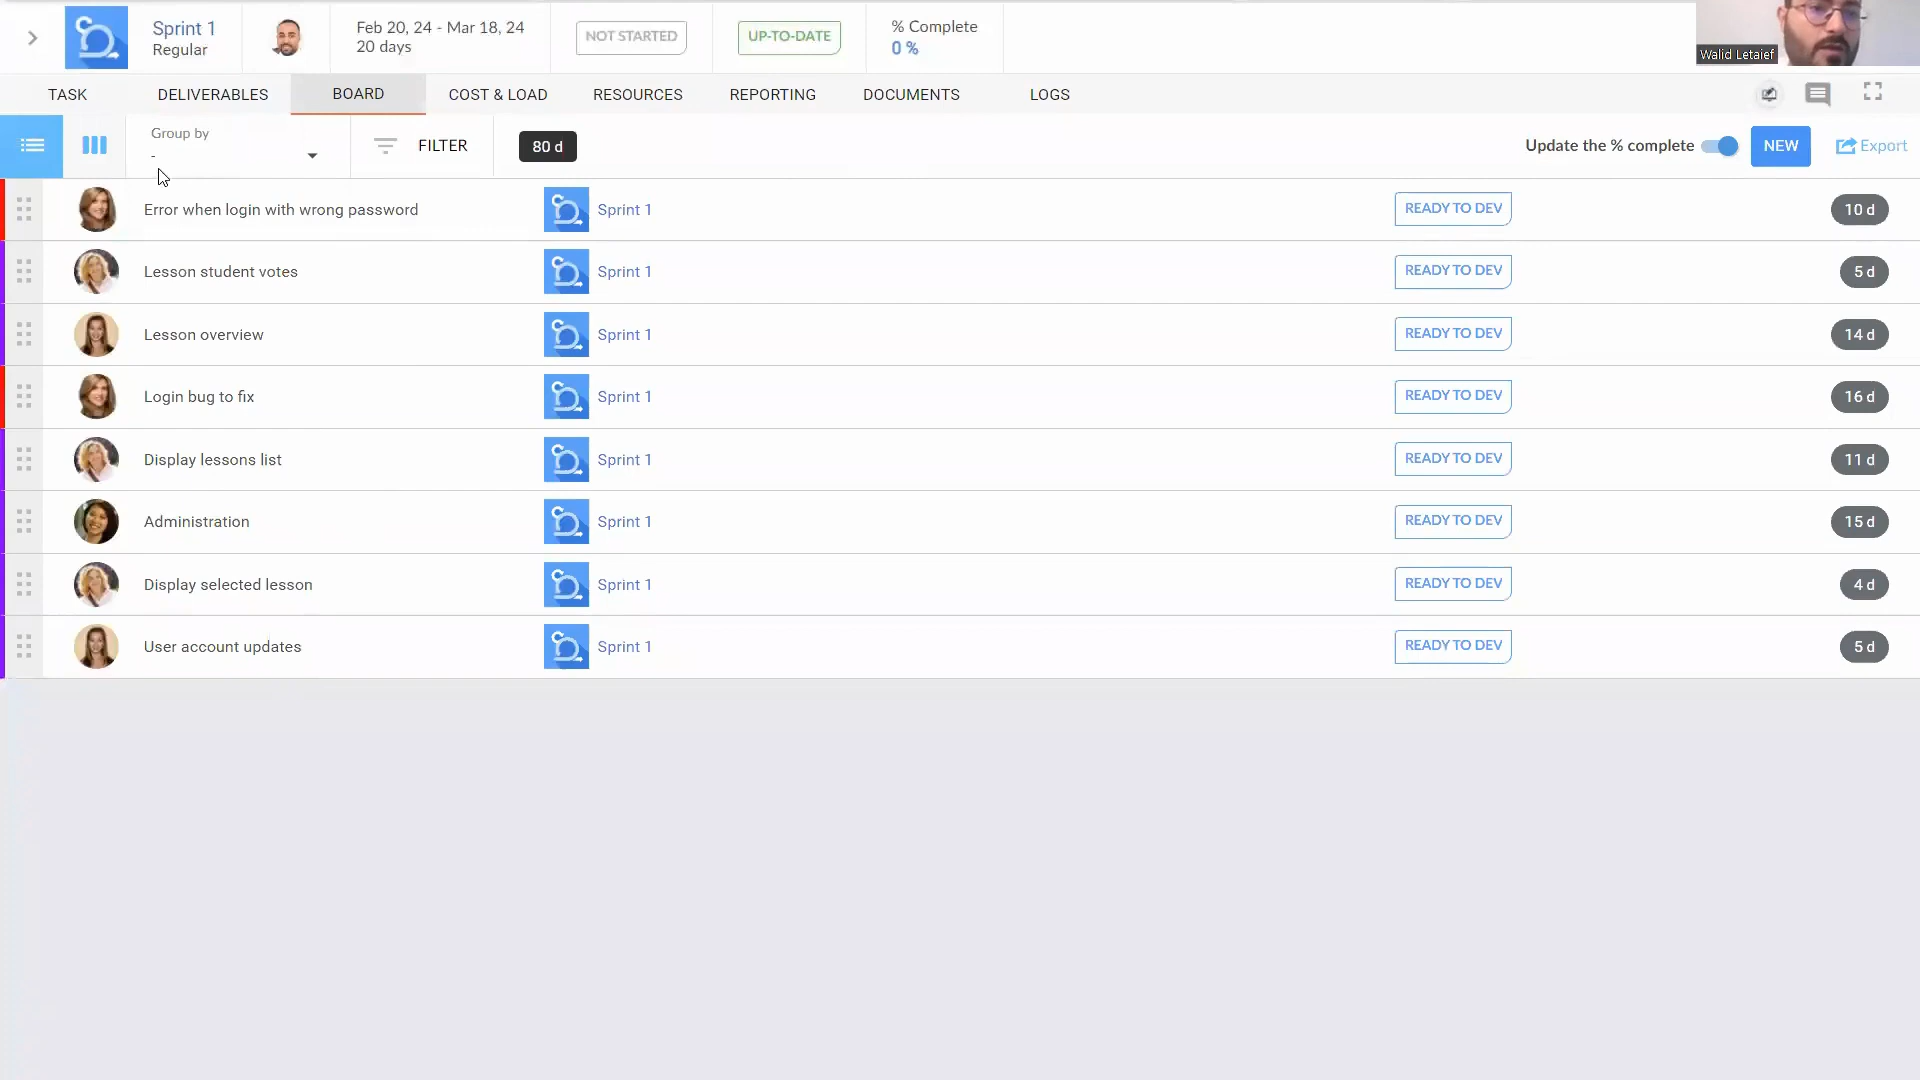 Sprint 1
Regular
Feb 20, 24 - Mar 18, 24
20 days
NOT STARTED
UP-TO-DATE
% Complete
0 %
Walid Letaief
TASK
DELIVERABLES
BOARD
COST & LOAD
RESOURCES
REPORTING
DOCUMENTS
LOGS
Group by
-
FILTER
80 d
Update the % complete
NEW
Export
Error when login with wrong password
Sprint 1
READY TO DEV
10 d
Lesson student votes
Sprint 1
READY TO DEV
5 d
Lesson overview
Sprint 1
READY TO DEV
14 d
Login bug to fix
Sprint 1
READY TO DEV
16 d
Display lessons list
Sprint 1
READY TO DEV
11 d
Administration
Sprint 1
READY TO DEV
15 d
Display selected lesson
Sprint 1
READY TO DEV
4 d
User account updates
Sprint 1
READY TO DEV
5 d